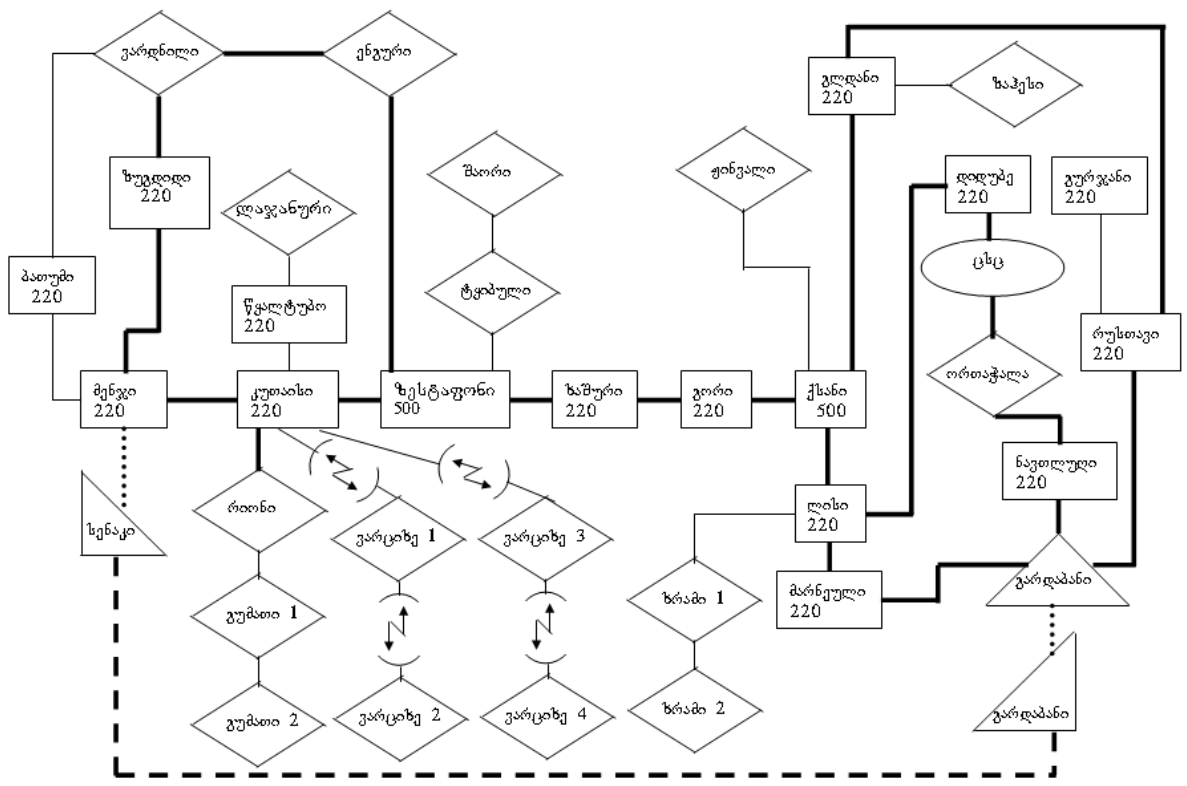 ვარდნილი
ენგური
გლდანი
220
ზაჰესი
ზუგდიდი
220
ლაჯანური
შაორი
ჟინვალი
დიდუბე
220
გურჯანი
220
ბათუმი
220
წყალტუბო
220
ტყიბული
ცსც
რუსთავი
220
მენჯი
220
კუთაისი
220
ზესტაფონი
500
ხაშური
220
გორი
220
ქსანი
500
ორთაჭალა
ნავთლუღი
220
სენაკი
რიონი
ვარციხე 1
ვარციხე 3
ლისი
220
გარდაბანი
გუმათი 1
ხრამი 1
მარნეული
220
გუმათი 2
ვარციხე 2
ვარციხე 4
ხრამი 2
გარდაბანი